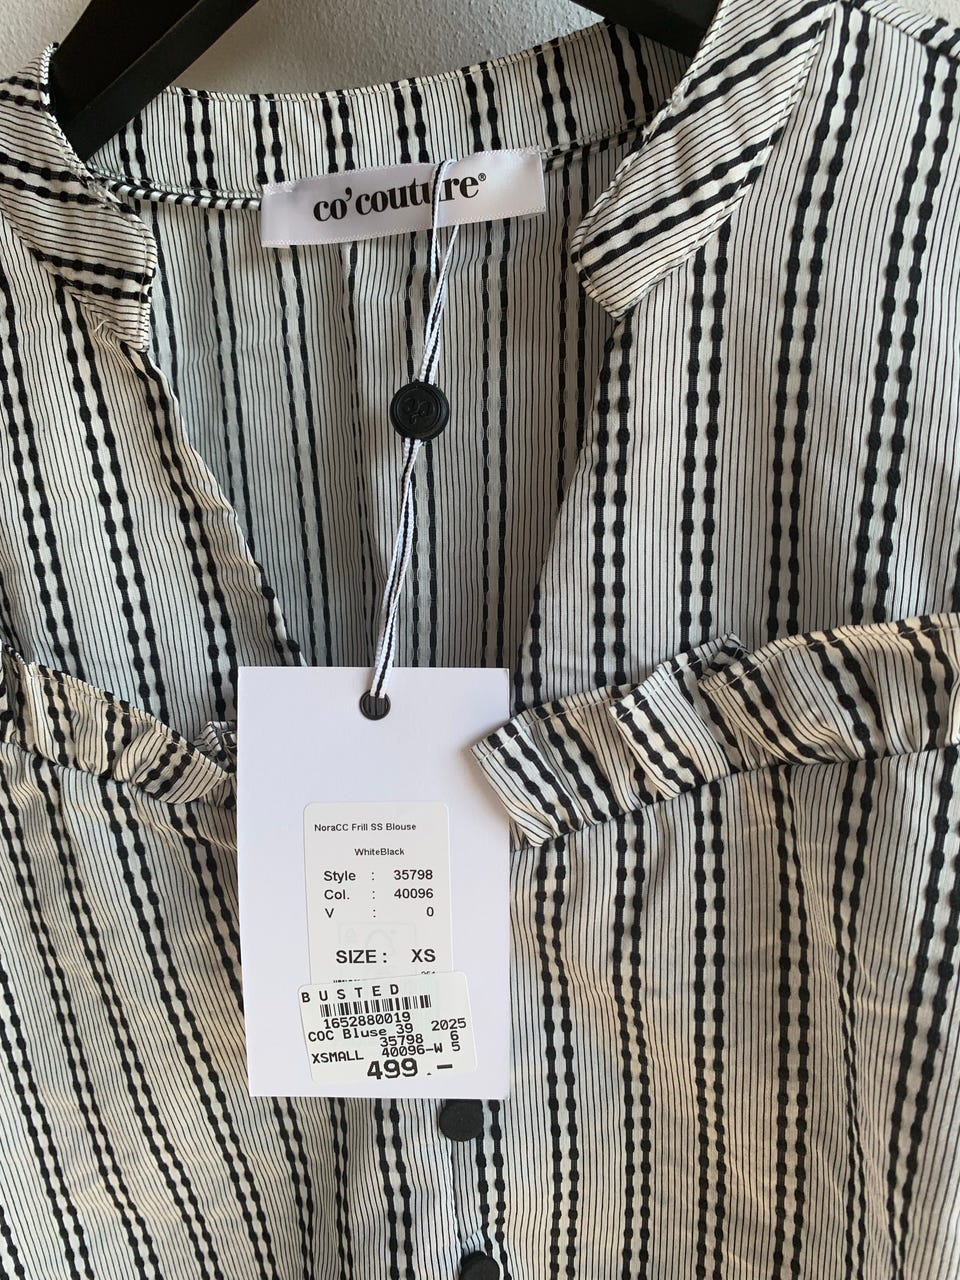 co'couture®
NoraCC Frill SS Blouse
WhiteBlack
Style : 35798
Col. : 40096
V : 0
SIZE : XS
BUSTED
1652880019
COC Bluse 39 2025
35798 6
XSMALL 40096-W 5
499.-